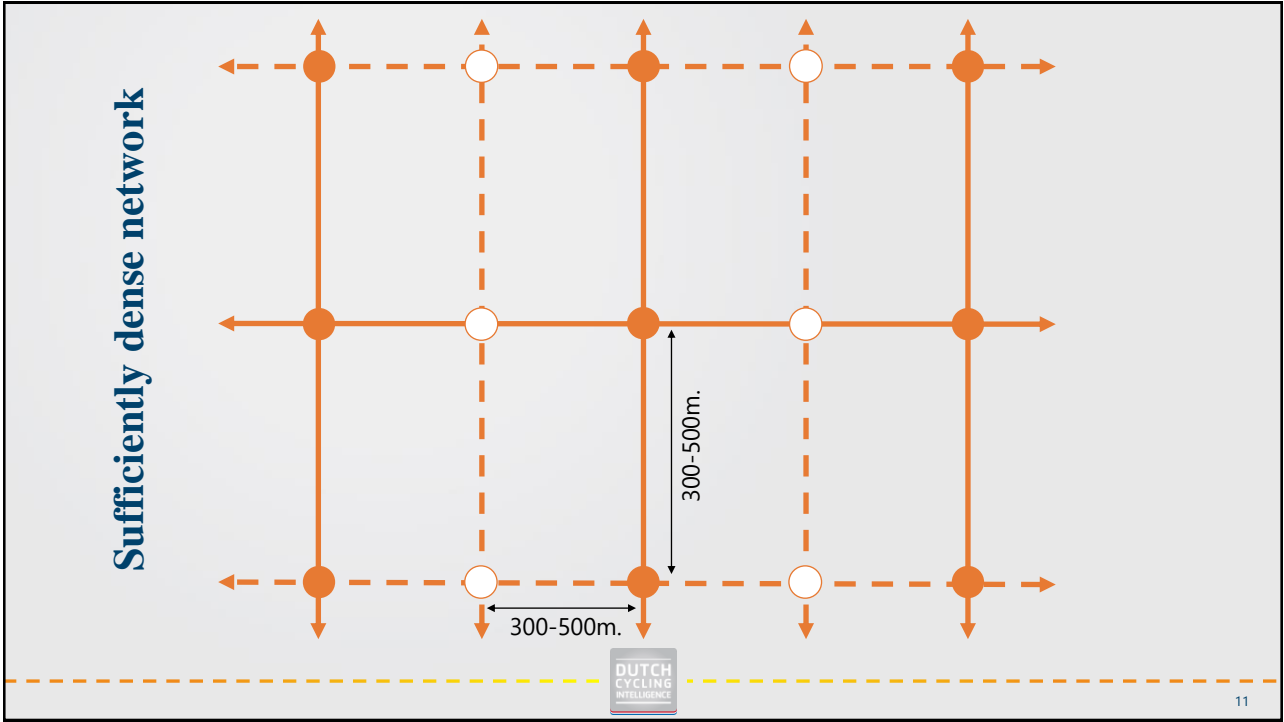 Sufficiently dense network
300-500m.
300-500m.
DUTCH
CYCLING
INTELLIGENCE
11